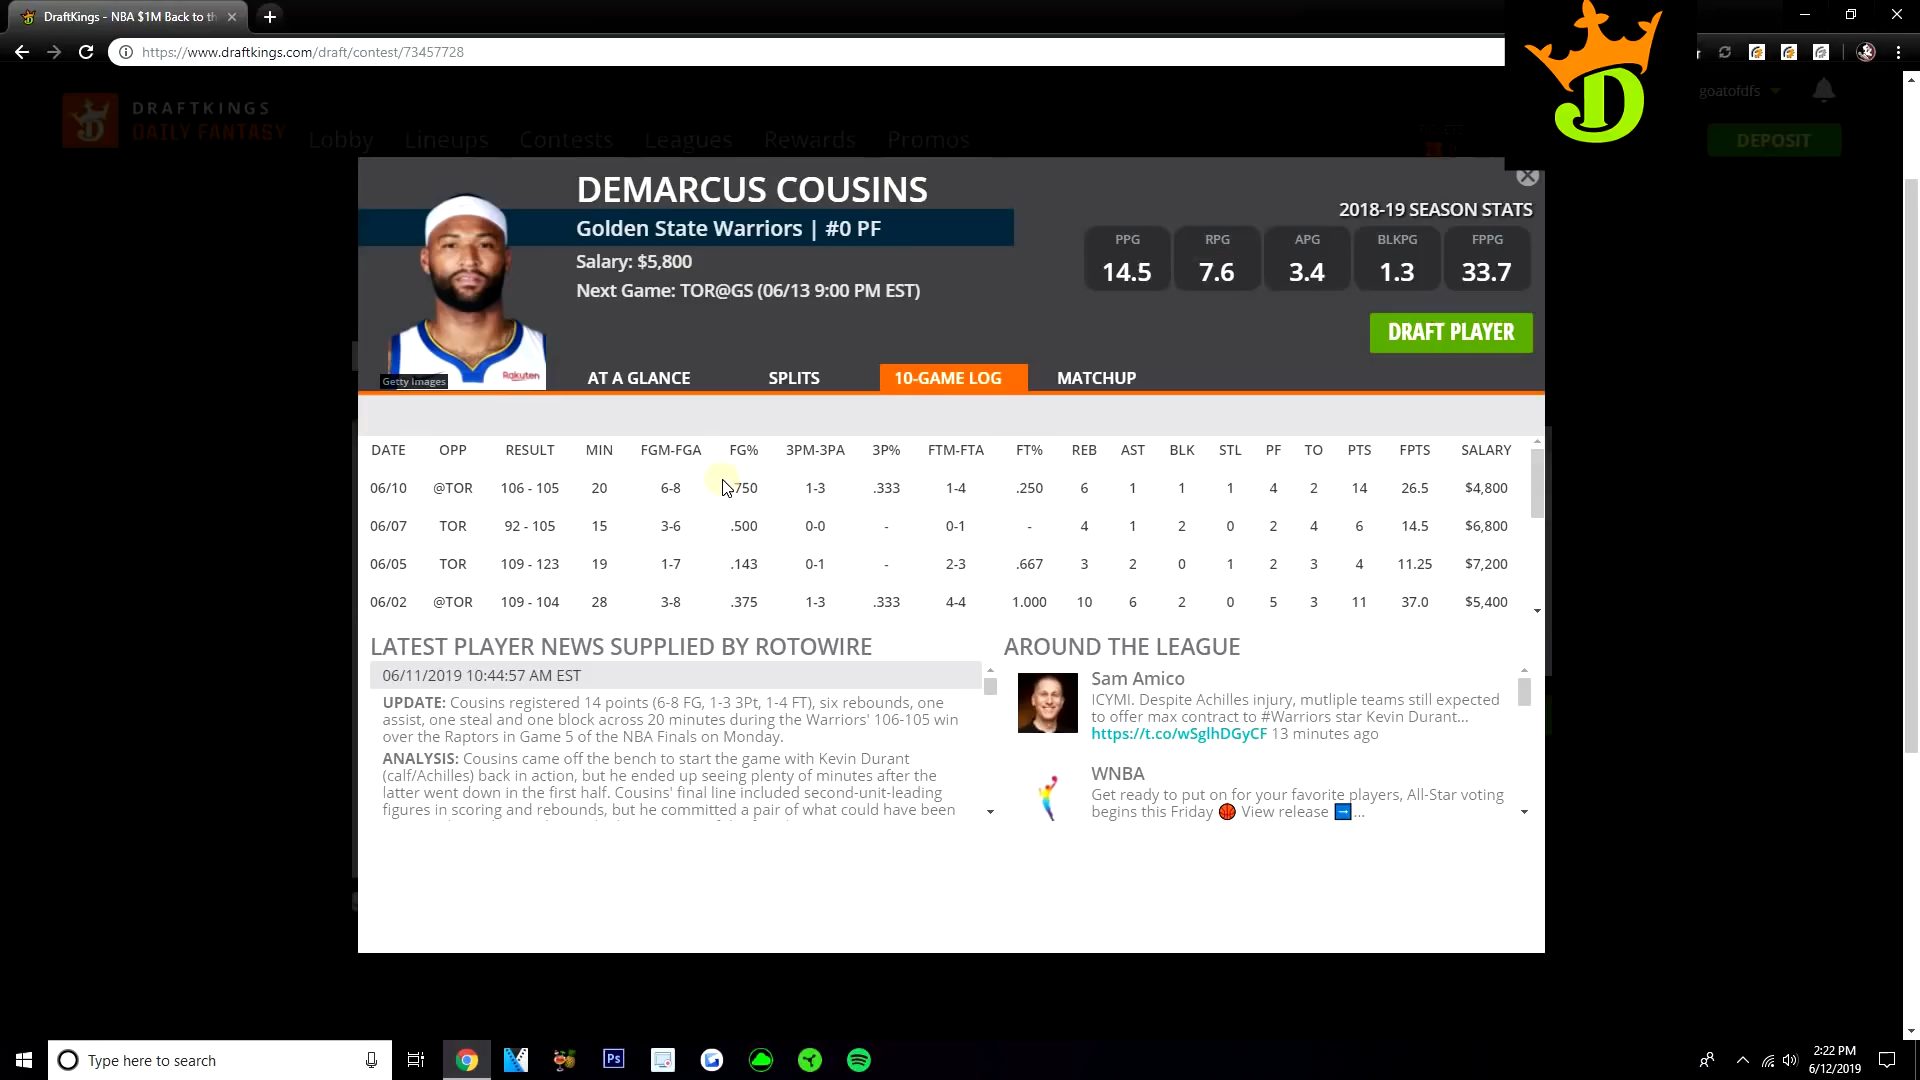 DraftKings - NBA $1M Back to th
https://www.draftkings.com/draft/contest/73457728
DRAFTKINGS
DAILY FANTASY
Lobby Lineups Contests Leagues Rewards Promos
goatofdfs
DEPOSIT
D
DEMARCUS COUSINS
Golden State Warriors | #0 PF
Salary: $5,800
Next Game: TOR@GS (06/13 9:00 PM EST)
Rakuten
Getty Images
2018-19 SEASON STATS
PPG RPG APG BLKPG FPPG
14.5 7.6 3.4 1.3 33.7
DRAFT PLAYER
AT A GLANCE SPLITS 10-GAME LOG MATCHUP
DATE OPP RESULT MIN FGM-FGA FG% 3PM-3PA 3P% FTM-FTA FT% REB AST BLK STL PF TO PTS FPTS SALARY
06/10 @TOR 106 - 105 20 6-8 .750 1-3 .333 1-4 .250 6 1 1 1 4 2 14 26.5 $4,800
06/07 TOR 92 - 105 15 3-6 .500 0-0 - 0-1 - 4 1 2 0 2 4 6 14.5 $6,800
06/05 TOR 109 - 123 19 1-7 .143 0-1 - 2-3 .667 3 2 0 1 2 3 4 11.25 $7,200
06/02 @TOR 109 - 104 28 3-8 .375 1-3 .333 4-4 1.000 10 6 2 0 5 3 11 37.0 $5,400
LATEST PLAYER NEWS SUPPLIED BY ROTOWIRE
06/11/2019 10:44:57 AM EST
UPDATE: Cousins registered 14 points (6-8 FG, 1-3 3Pt, 1-4 FT), six rebounds, one
assist, one steal and one block across 20 minutes during the Warriors' 106-105 win
over the Raptors in Game 5 of the NBA Finals on Monday.
ANALYSIS: Cousins came off the bench to start the game with Kevin Durant
(calf/Achilles) back in action, but he ended up seeing plenty of minutes after the
latter went down in the first half. Cousins' final line included second-unit-leading
figures in scoring and rebounds, but he committed a pair of what could have been
AROUND THE LEAGUE
Sam Amico
ICYMI. Despite Achilles injury, mutliple teams still expected
to offer max contract to #Warriors star Kevin Durant...
https://t.co/wSglhDGyCF 13 minutes ago
WNBA
Get ready to put on for your favorite players, All-Star voting
begins this Friday 🏀 View release ➡...
Type here to search
Ps
2:22 PM
6/12/2019